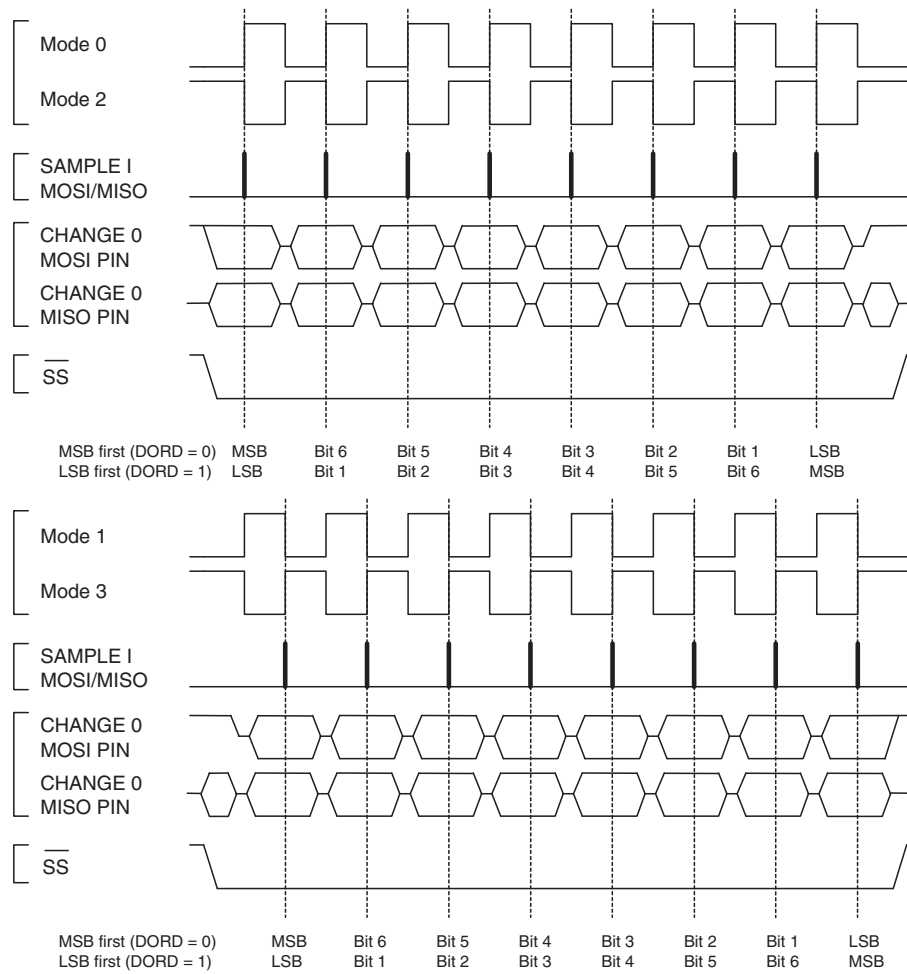 Mode 0
Mode 2
SAMPLE I
MOSI/MISO
CHANGE 0
MOSI PIN
CHANGE 0
MISO PIN
SS
MSB first (DORD = 0) MSB Bit 6 Bit 5 Bit 4 Bit 3 Bit 2 Bit 1 LSB
LSB first (DORD = 1) LSB Bit 1 Bit 2 Bit 3 Bit 4 Bit 5 Bit 6 MSB
Mode 1
Mode 3
SAMPLE I
MOSI/MISO
CHANGE 0
MOSI PIN
CHANGE 0
MISO PIN
SS
MSB first (DORD = 0) MSB Bit 6 Bit 5 Bit 4 Bit 3 Bit 2 Bit 1 LSB
LSB first (DORD = 1) LSB Bit 1 Bit 2 Bit 3 Bit 4 Bit 5 Bit 6 MSB